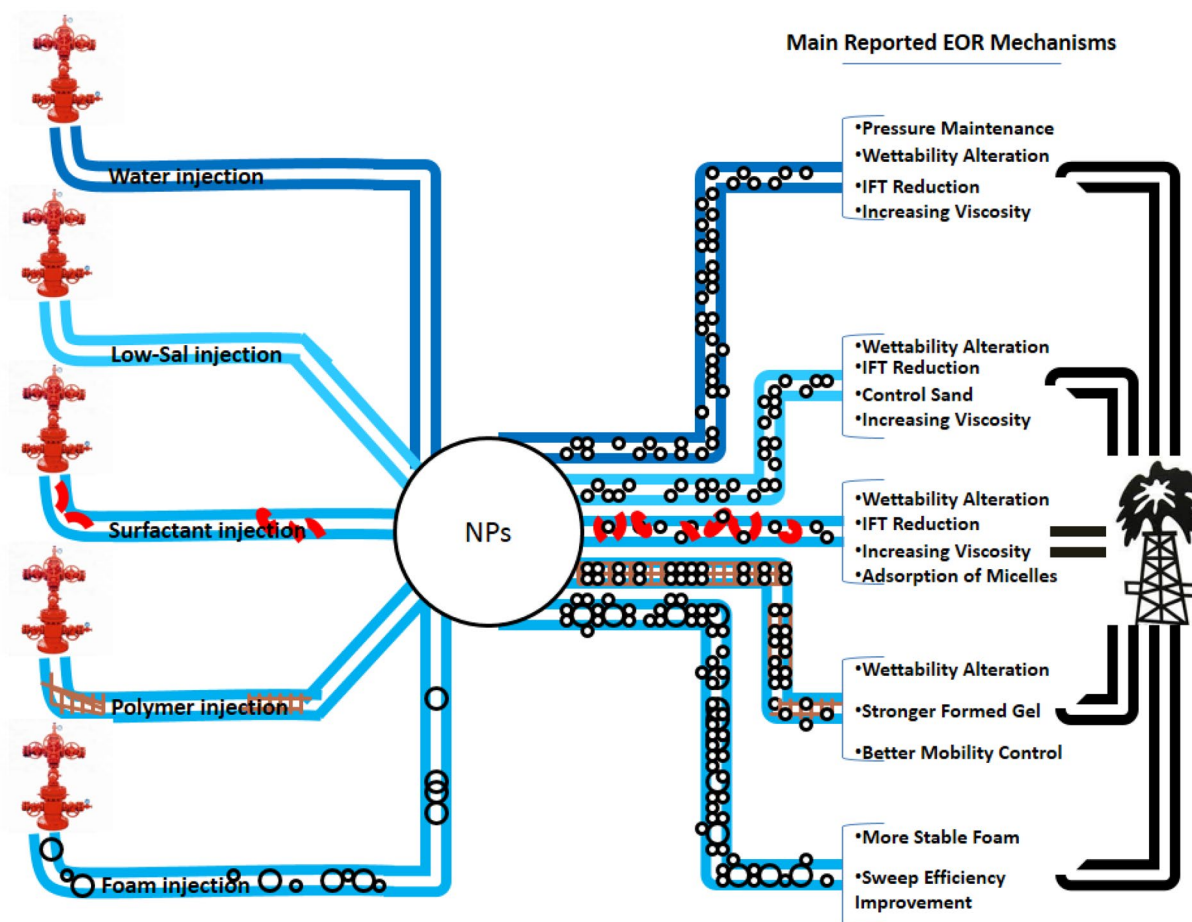 Main Reported EOR Mechanisms
Water injection
Low-Sal injection
Surfactant injection
Polymer injection
Foam injection
NPs
•Pressure Maintenance
•Wettability Alteration
•IFT Reduction
•Increasing Viscosity
•Wettability Alteration
•IFT Reduction
•Control Sand
•Increasing Viscosity
•Wettability Alteration
•IFT Reduction
•Increasing Viscosity
•Adsorption of Micelles
•Wettability Alteration
•Stronger Formed Gel
•Better Mobility Control
•More Stable Foam
•Sweep Efficiency
Improvement